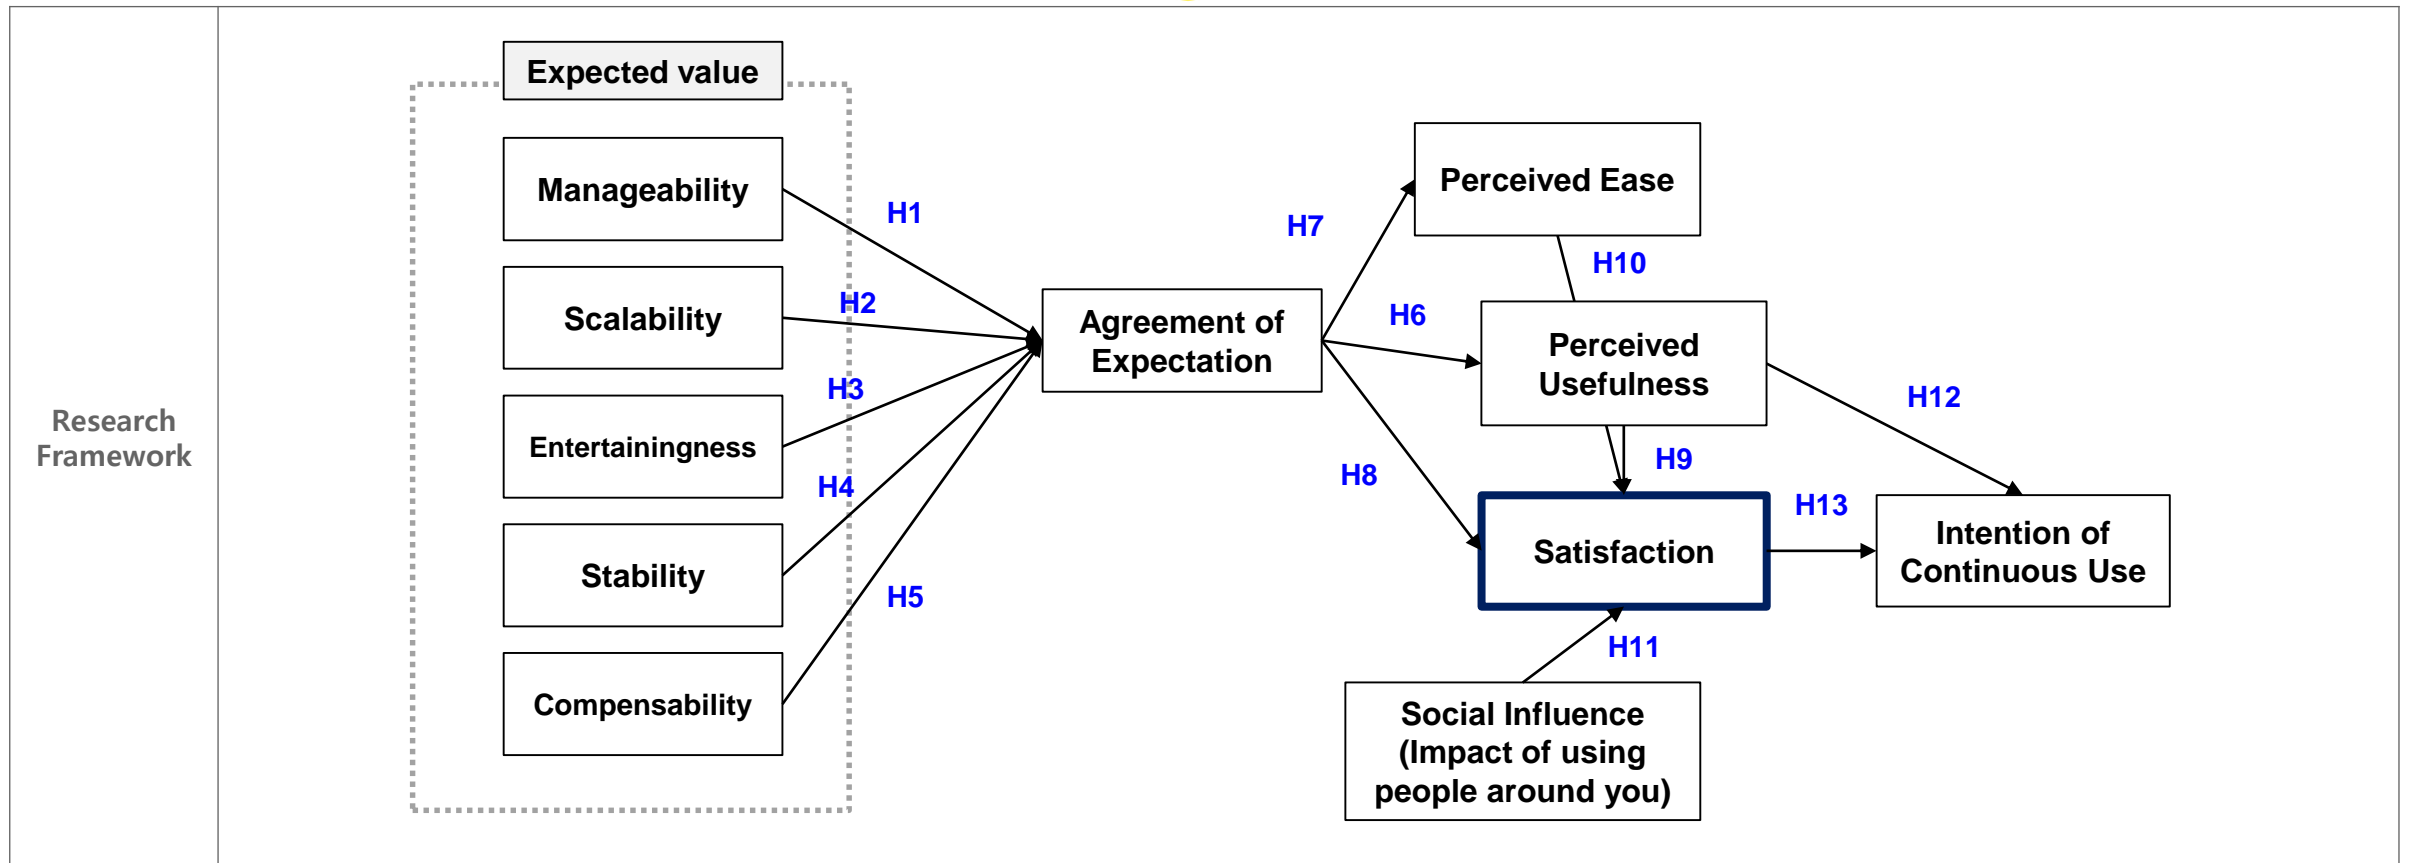 Research
Framework
Expected value
Manageability
Scalability
Entertainingness
Stability
Compensability
H1
H2
H3
H4
H5
Agreement of
Expectation
H7
H6
H8
Perceived Ease
H10
Perceived
Usefulness
H9
H12
Satisfaction
H13
Intention of
Continuous Use
H11
Social Influence
(Impact of using
people around you)